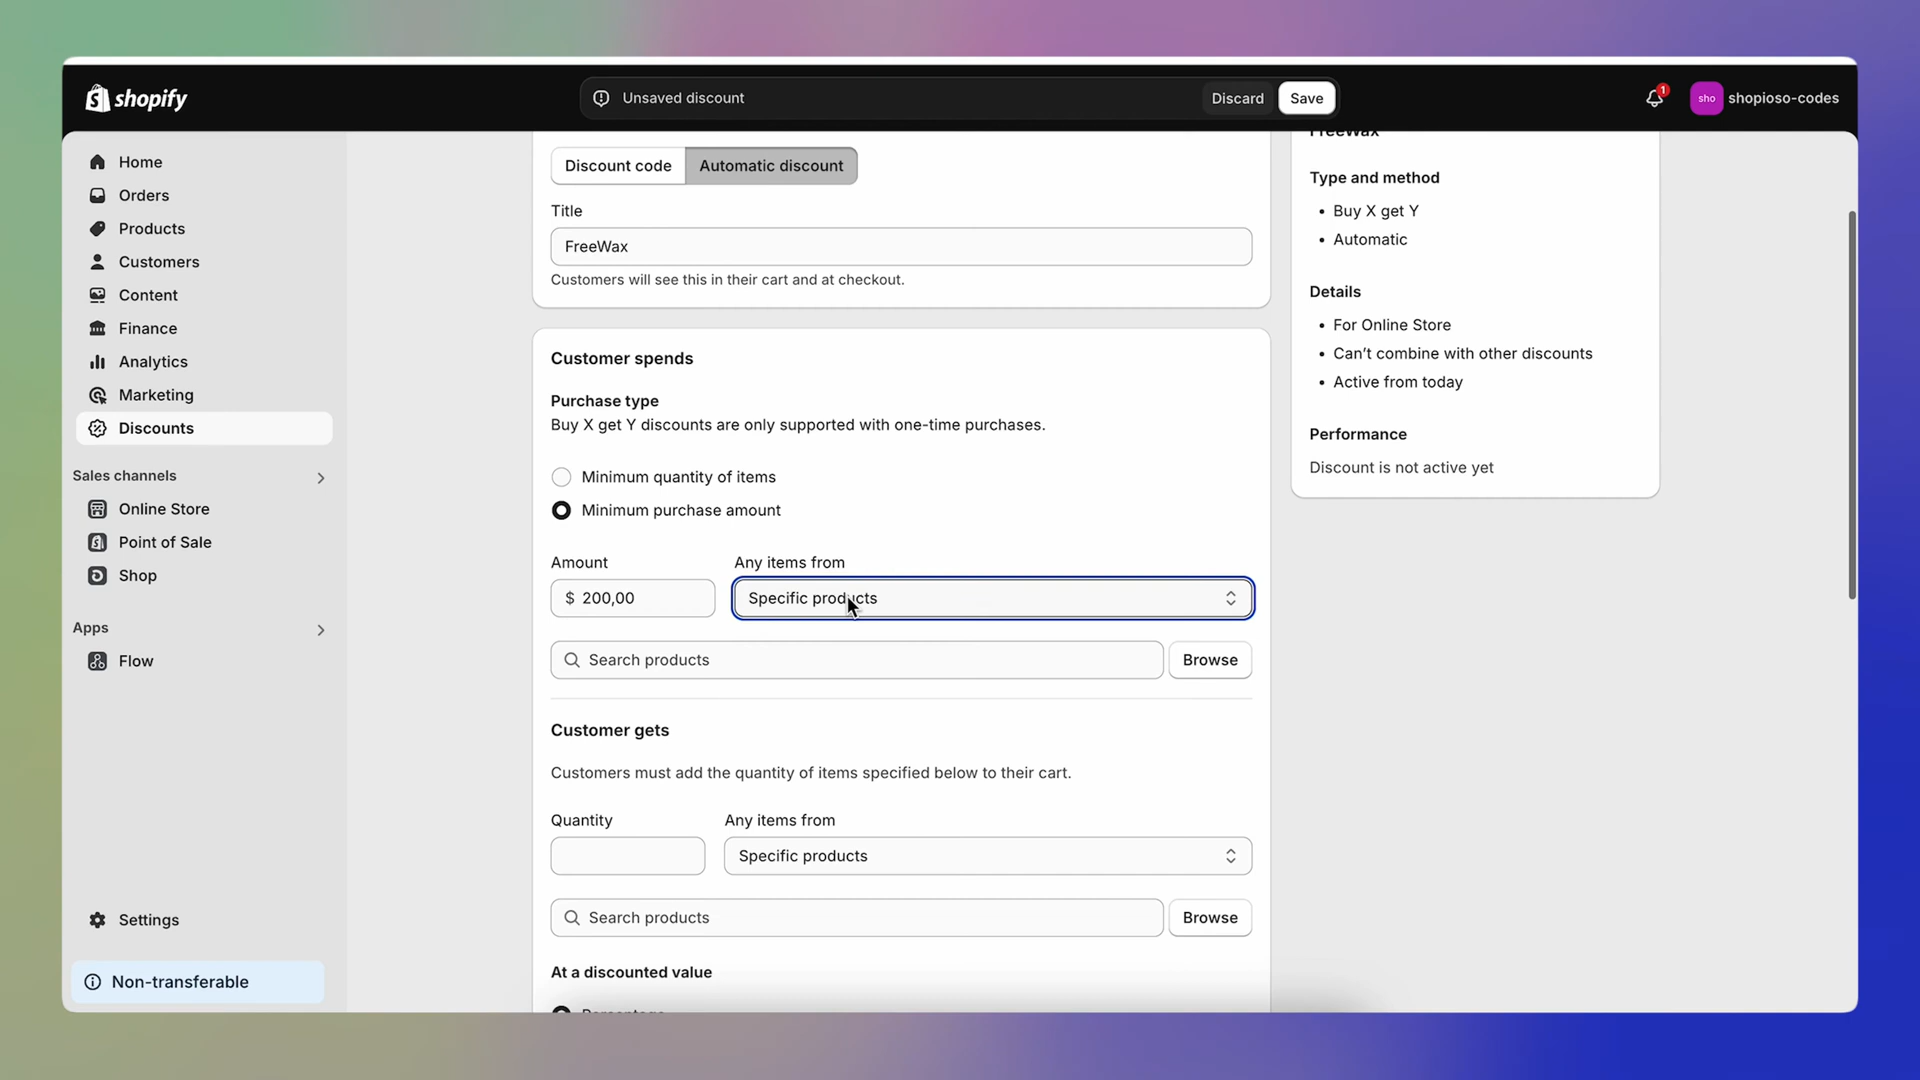 shopify
Unsaved discount
Discard
Save
1
sho
shopioso-codes
Home
Orders
Products
Customers
Content
Finance
Analytics
Marketing
Discounts
Sales channels
Online Store
Point of Sale
Shop
Apps
Flow
Settings
Non-transferable
Discount code
Automatic discount
Title
FreeWax
Customers will see this in their cart and at checkout.
Customer spends
Purchase type
Buy X get Y discounts are only supported with one-time purchases.
Minimum quantity of items
Minimum purchase amount
Amount
Any items from
$ 200,00
Specific products
Search products
Browse
Customer gets
Customers must add the quantity of items specified below to their cart.
Quantity
Any items from
Specific products
Search products
Browse
At a discounted value
Percentage
FreeWax
Type and method
• Buy X get Y
• Automatic
Details
• For Online Store
• Can’t combine with other discounts
• Active from today
Performance
Discount is not active yet